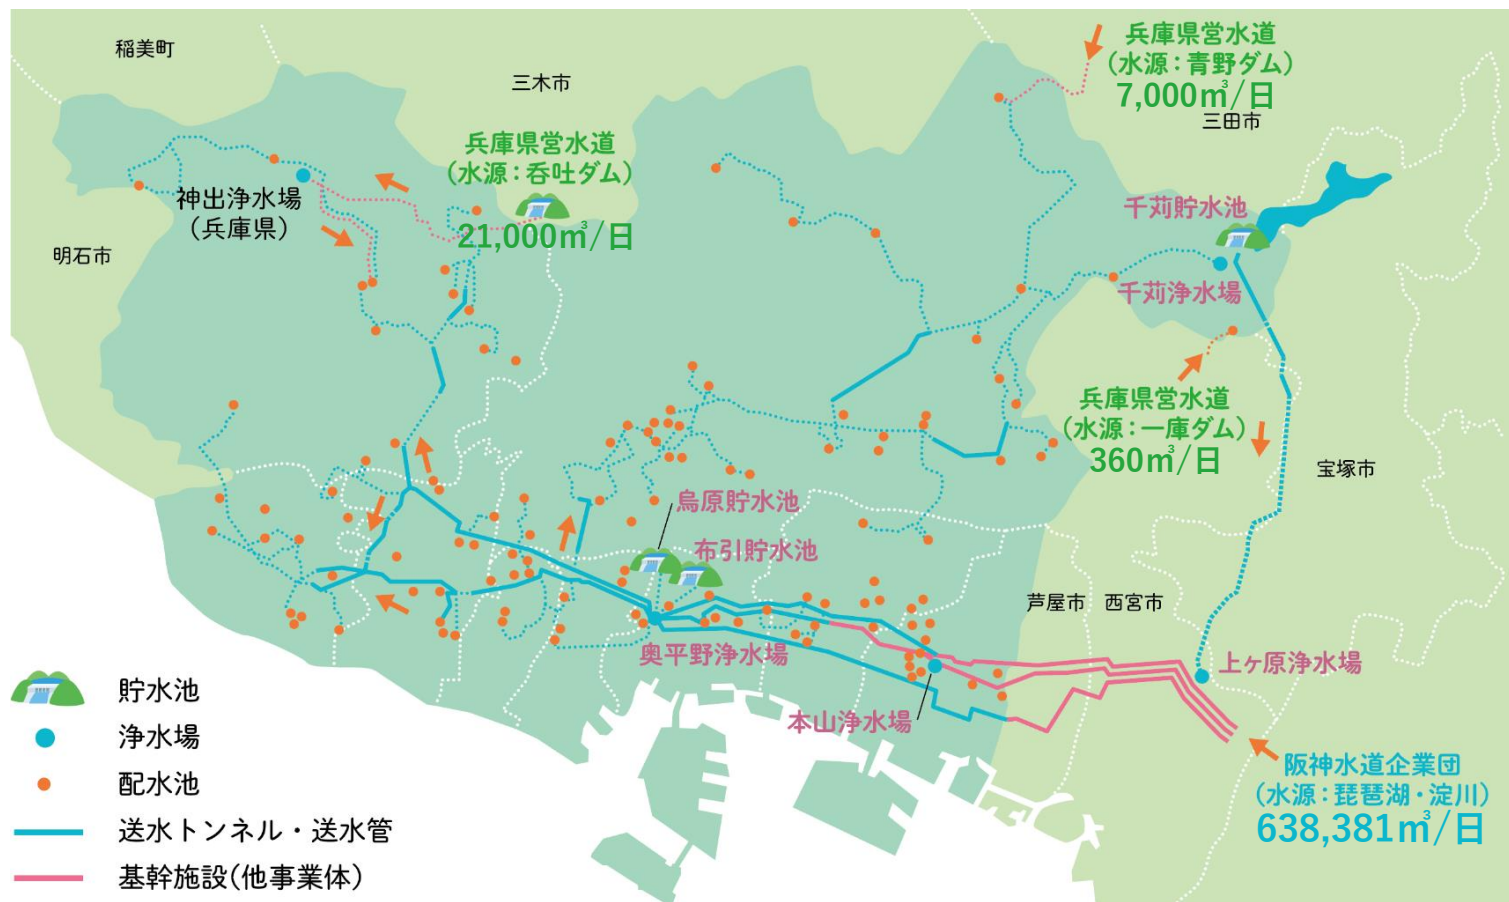 稲美町
三木市
兵庫県営水道
(水源：青野ダム)
7,000㎥/日
三田市
兵庫県営水道
(水源：呑吐ダム)
21,000㎥/日
神出浄水場
(兵庫県)
明石市
千苅貯水池
千苅浄水場
兵庫県営水道
(水源：一庫ダム)
360㎥/日
宝塚市
烏原貯水池
布引貯水池
芦屋市
西宮市
奥平野浄水場
上ヶ原浄水場
本山浄水場
阪神水道企業団
(水源：琵琶湖・淀川)
638,381㎥/日
貯水池
浄水場
配水池
送水トンネル・送水管
基幹施設(他事業体)